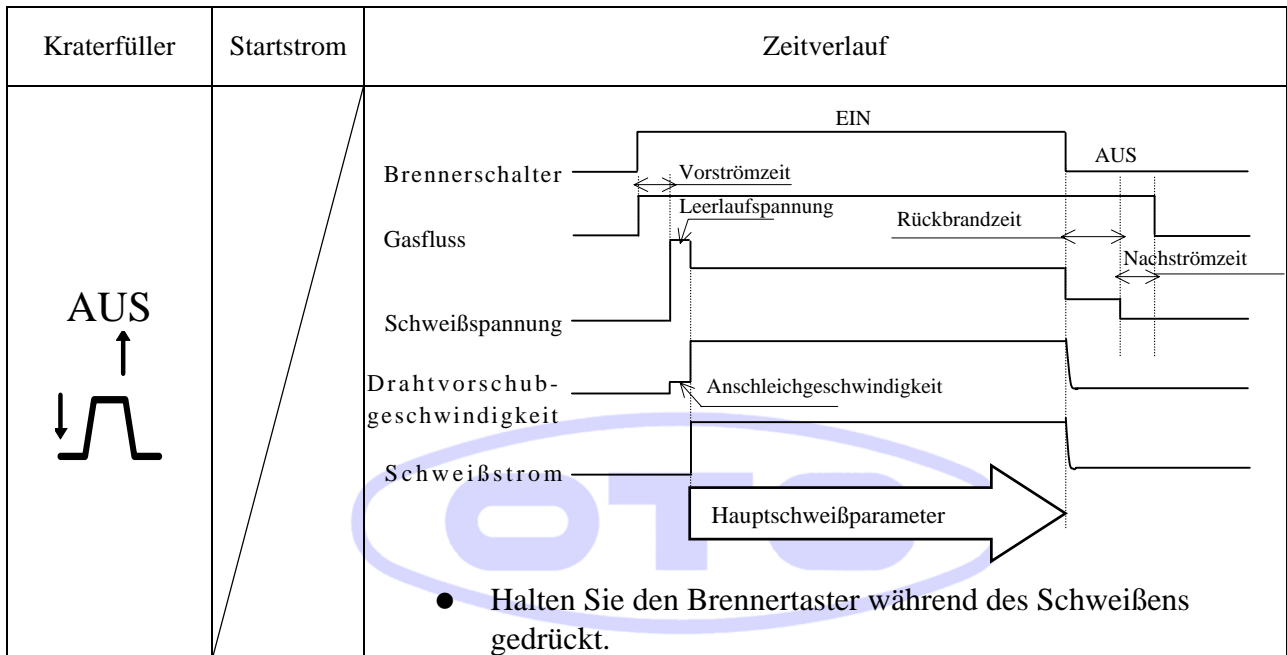 Kraterfüller
Startstrom
Zeitverlauf
AUS
EIN
AUS
Brennerschalter
Vorströmzeit
Leerlaufspannung
Gasfluss
Rückbrandzeit
Nachströmzeit
Schweißspannung
Drahtvorschub-
geschwindigkeit
Anschleichgeschwindigkeit
Schweißstrom
Hauptschweißparameter
OTC
● Halten Sie den Brennertaster während des Schweißens
gedrückt.